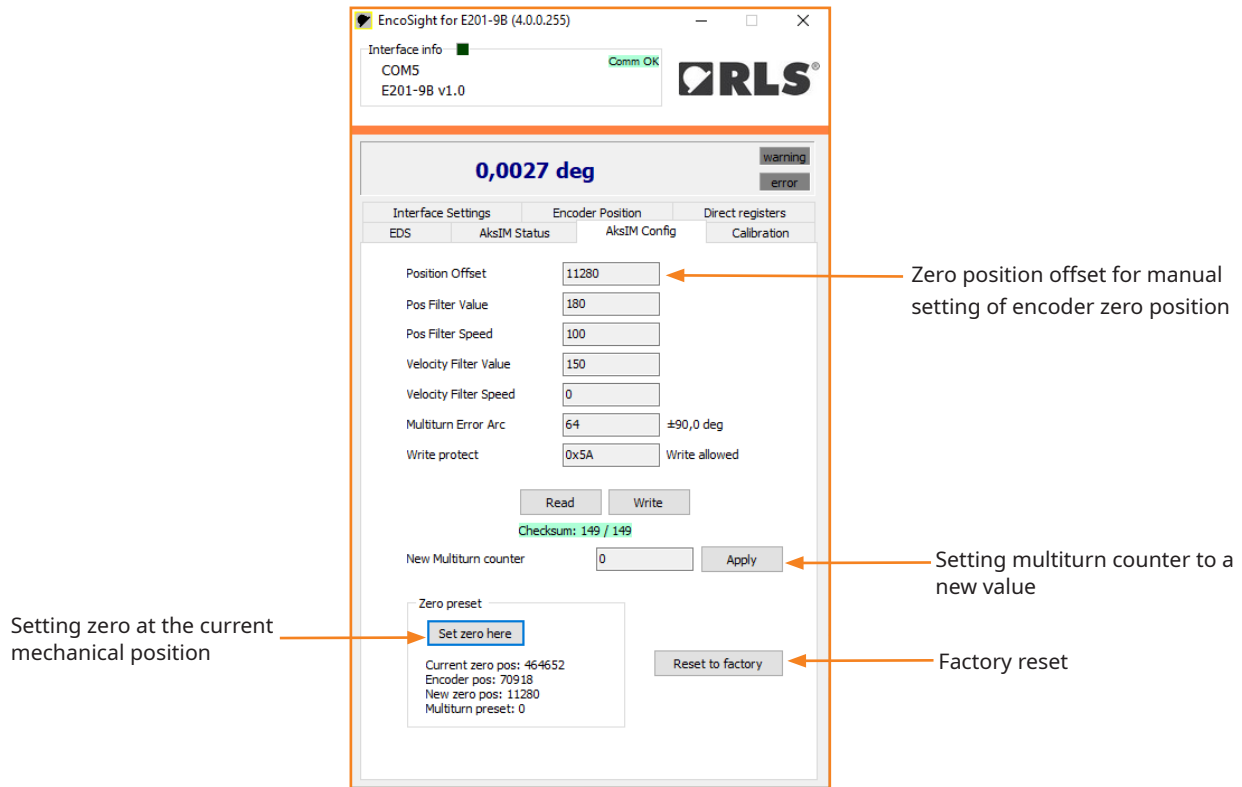 EncoSight for E201-9B (4.0.0.255)
Interface info
Comm OK
COM5
E201-9B v1.0
RLS®
0,0027 deg
warning
error
Interface Settings Encoder Position Direct registers
EDS AksIM Status AksIM Config Calibration
Position Offset 11280
Zero position offset for manual
setting of encoder zero position
Pos Filter Value 180
Pos Filter Speed 100
Velocity Filter Value 150
Velocity Filter Speed 0
Multiturn Error Arc 64 ±90,0 deg
Write protect 0x5A Write allowed
Read Write
Checksum: 149 / 149
New Multiturn counter 0 Apply
Setting multiturn counter to a
new value
Zero preset
Set zero here
Setting zero at the current
mechanical position
Current zero pos: 464652
Encoder pos: 70918
New zero pos: 11280
Multiturn preset: 0
Reset to factory
Factory reset